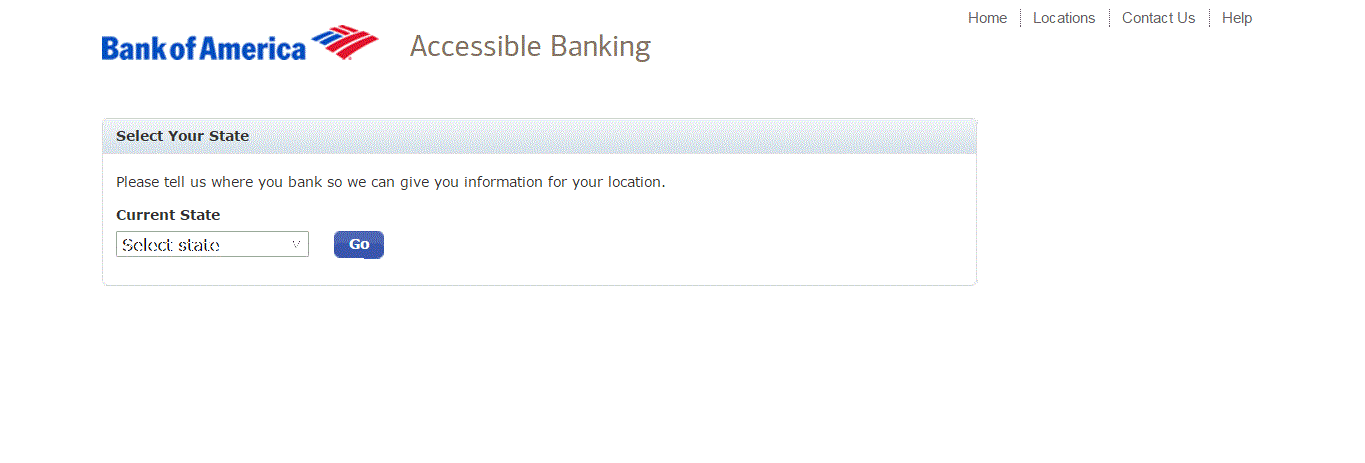 Home Locations Contact Us Help
Bank of America Accessible Banking
Select Your State
Please tell us where you bank so we can give you information for your location.
Current State
Select state Go